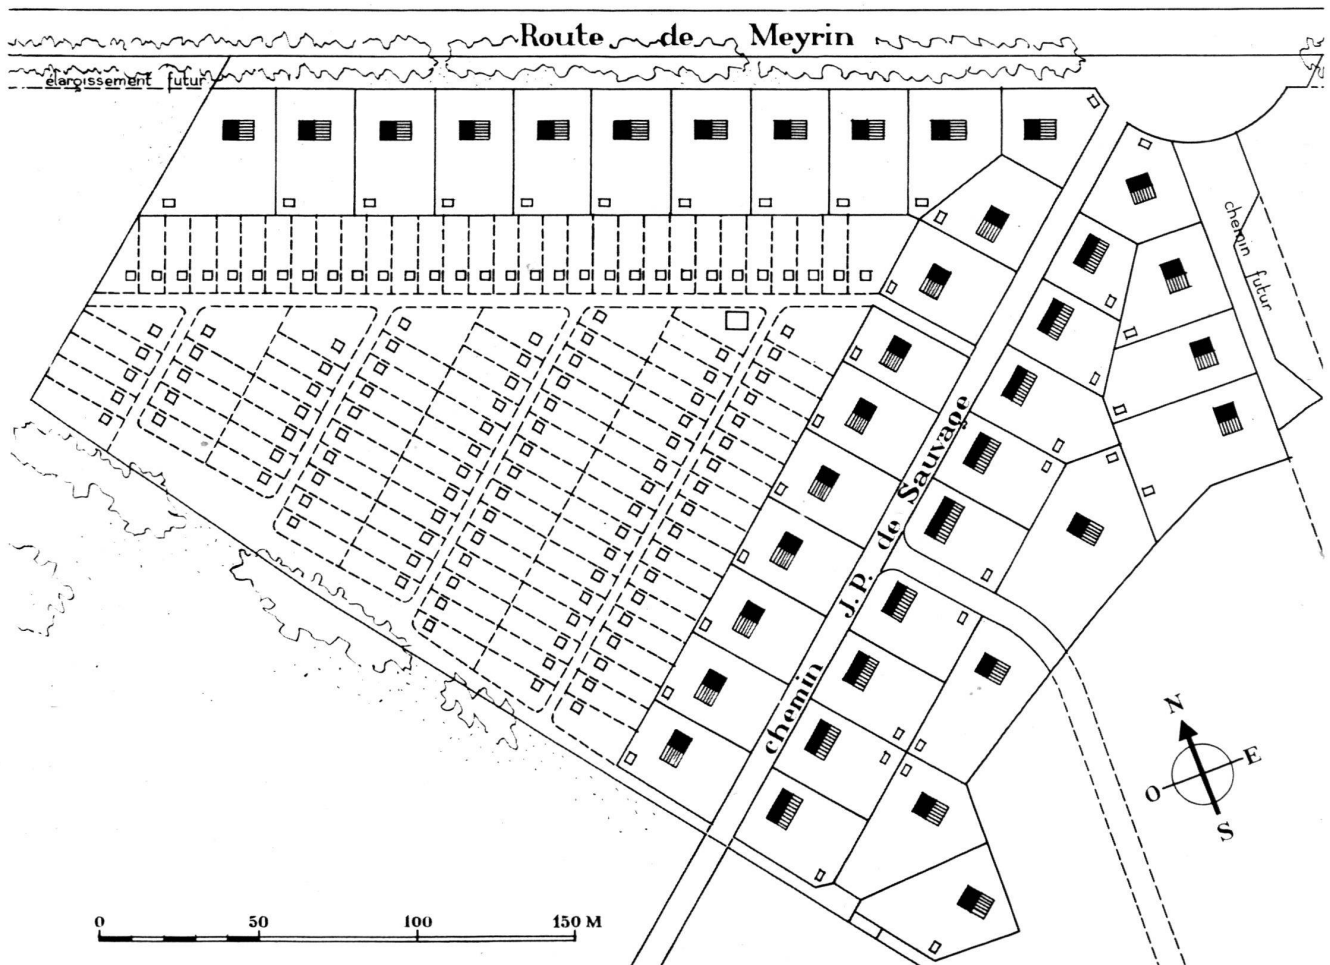 Route de Meyrin
élargissement futur
chemin futur
chemin J. P. de Sauvage
N
E
O
S
0 50 100 150 M